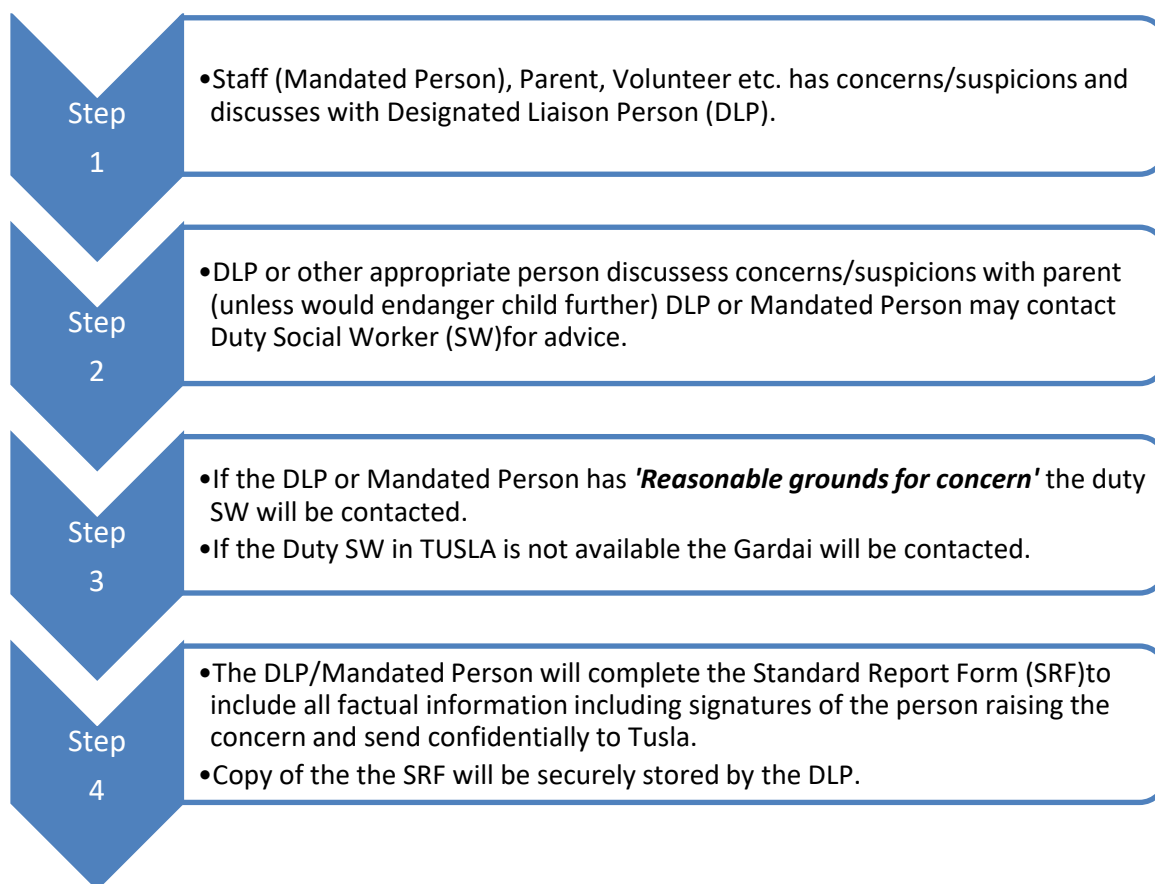 Step
1
•Staff (Mandated Person), Parent, Volunteer etc. has concerns/suspicions and
discusses with Designated Liaison Person (DLP).
Step
2
•DLP or other appropriate person discussess concerns/suspicions with parent
(unless would endanger child further) DLP or Mandated Person may contact
Duty Social Worker (SW)for advice.
Step
3
•If the DLP or Mandated Person has 'Reasonable grounds for concern' the duty
SW will be contacted.
•If the Duty SW in TUSLA is not available the Gardai will be contacted.
Step
4
•The DLP/Mandated Person will complete the Standard Report Form (SRF)to
include all factual information including signatures of the person raising the
concern and send confidentially to Tusla.
•Copy of the the SRF will be securely stored by the DLP.